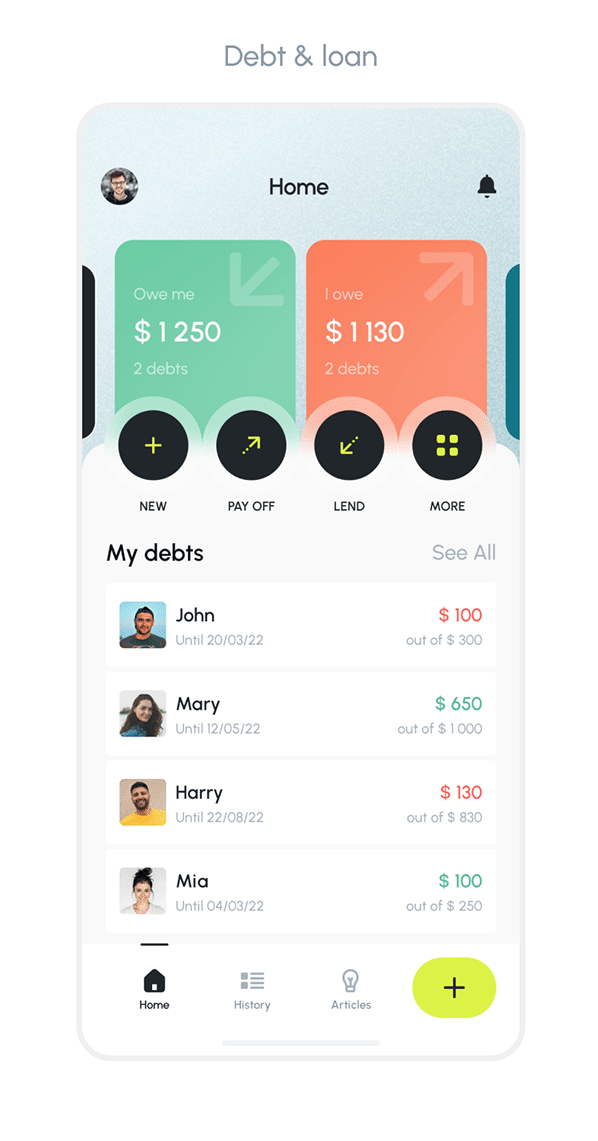 Debt & loan
Home
Owe me
$ 1 250
2 debts
I owe
$ 1 130
2 debts
NEW
PAY OFF
LEND
MORE
My debts
See All
John
$ 100
Until 20/03/22
out of $ 300
Mary
$ 650
Until 12/05/22
out of $ 1 000
Harry
$ 130
Until 22/08/22
out of $ 830
Mia
$ 100
Until 04/03/22
out of $ 250
Home
History
Articles